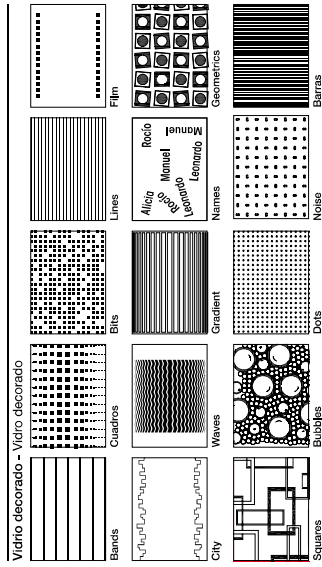 Vidrio decorado - Vidro decorado
Bands
Cuadros
Bits
Lines
Film
City
Waves
Gradient
Alicia
Rocío
Manuel
Manuel
Rocío
Leonardo
Leonardo
Names
Geometrics
Squares
Bubbles
Dots
Noise
Barras